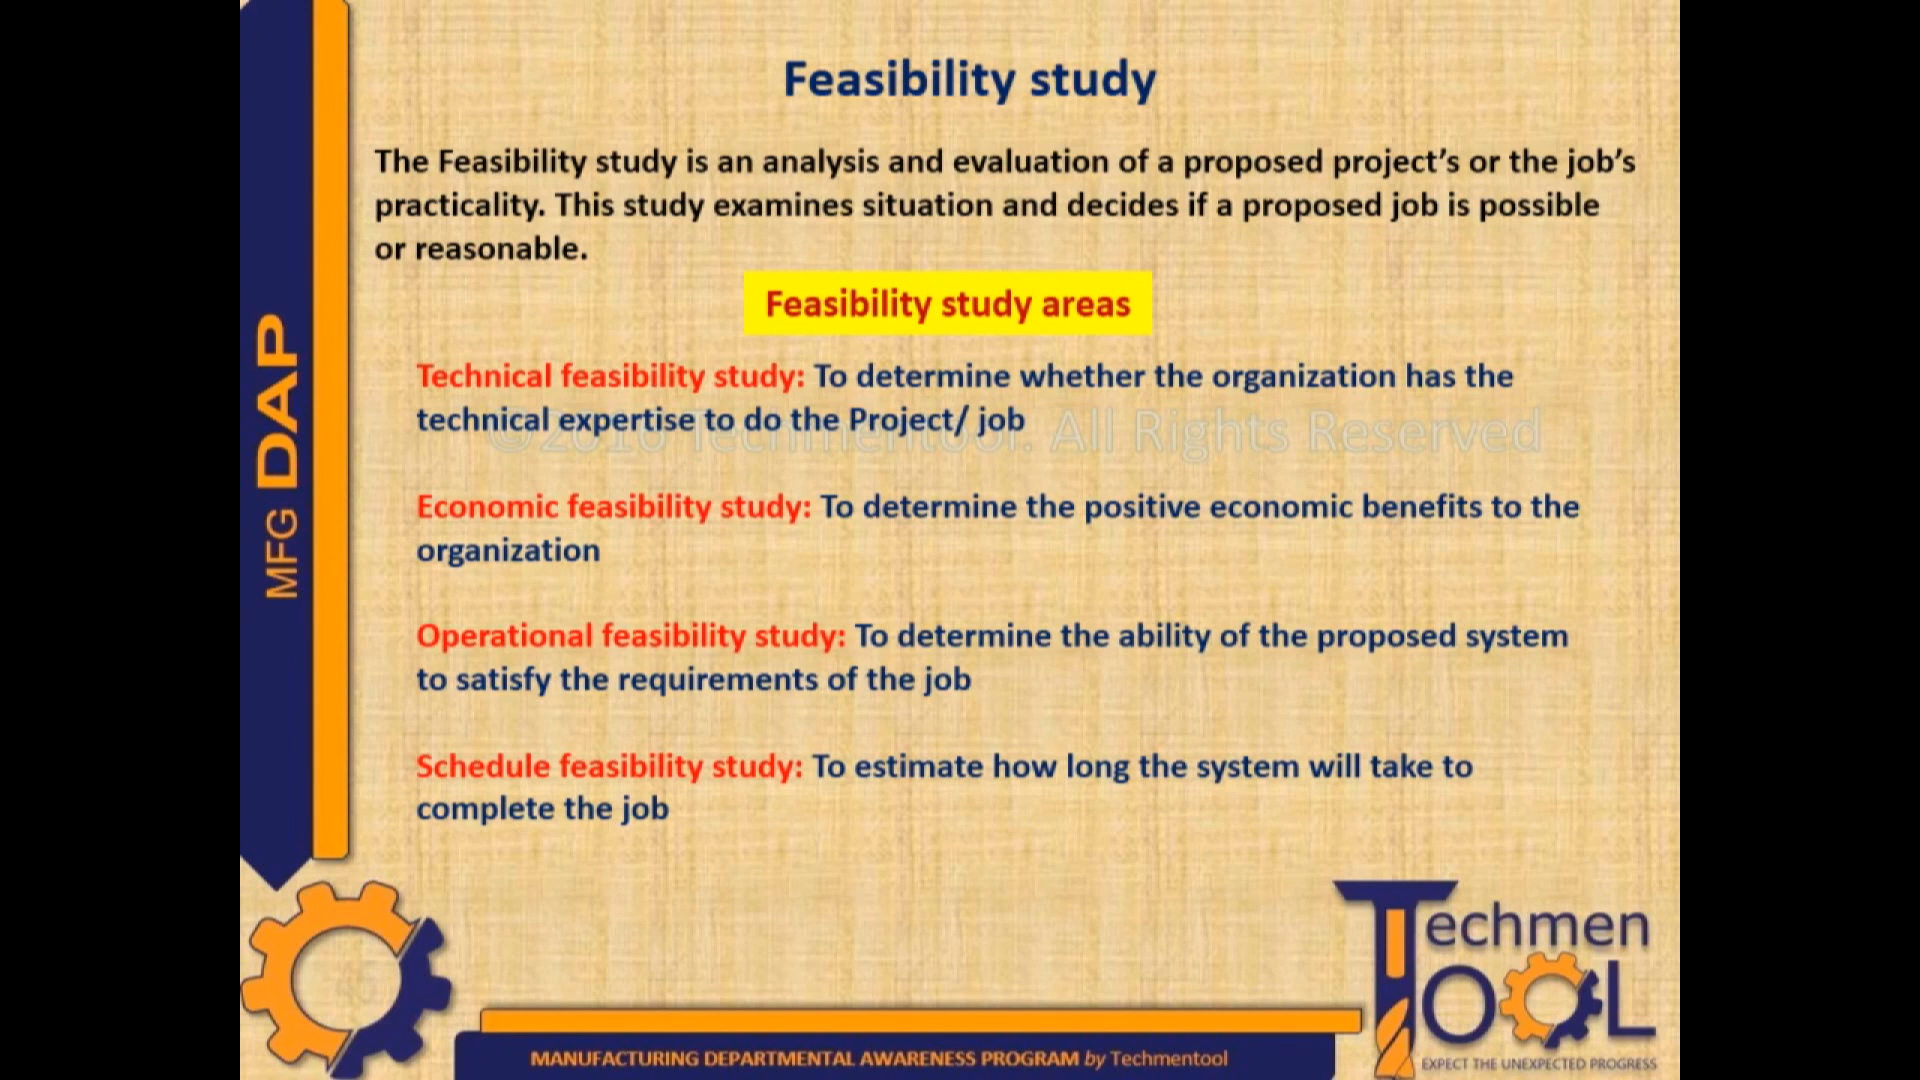 Feasibility study
The Feasibility study is an analysis and evaluation of a proposed project’s or the job’s
practicality. This study examines situation and decides if a proposed job is possible
or reasonable.
Feasibility study areas
Technical feasibility study: To determine whether the organization has the
technical expertise to do the Project/ job
©2016 Techmentool. All Rights Reserved
Economic feasibility study: To determine the positive economic benefits to the
organization
Operational feasibility study: To determine the ability of the proposed system
to satisfy the requirements of the job
Schedule feasibility study: To estimate how long the system will take to
complete the job
MFG DAP
Techmen
TOOL
EXPECT THE UNEXPECTED PROGRESS
MANUFACTURING DEPARTMENTAL AWARENESS PROGRAM by Techmentool